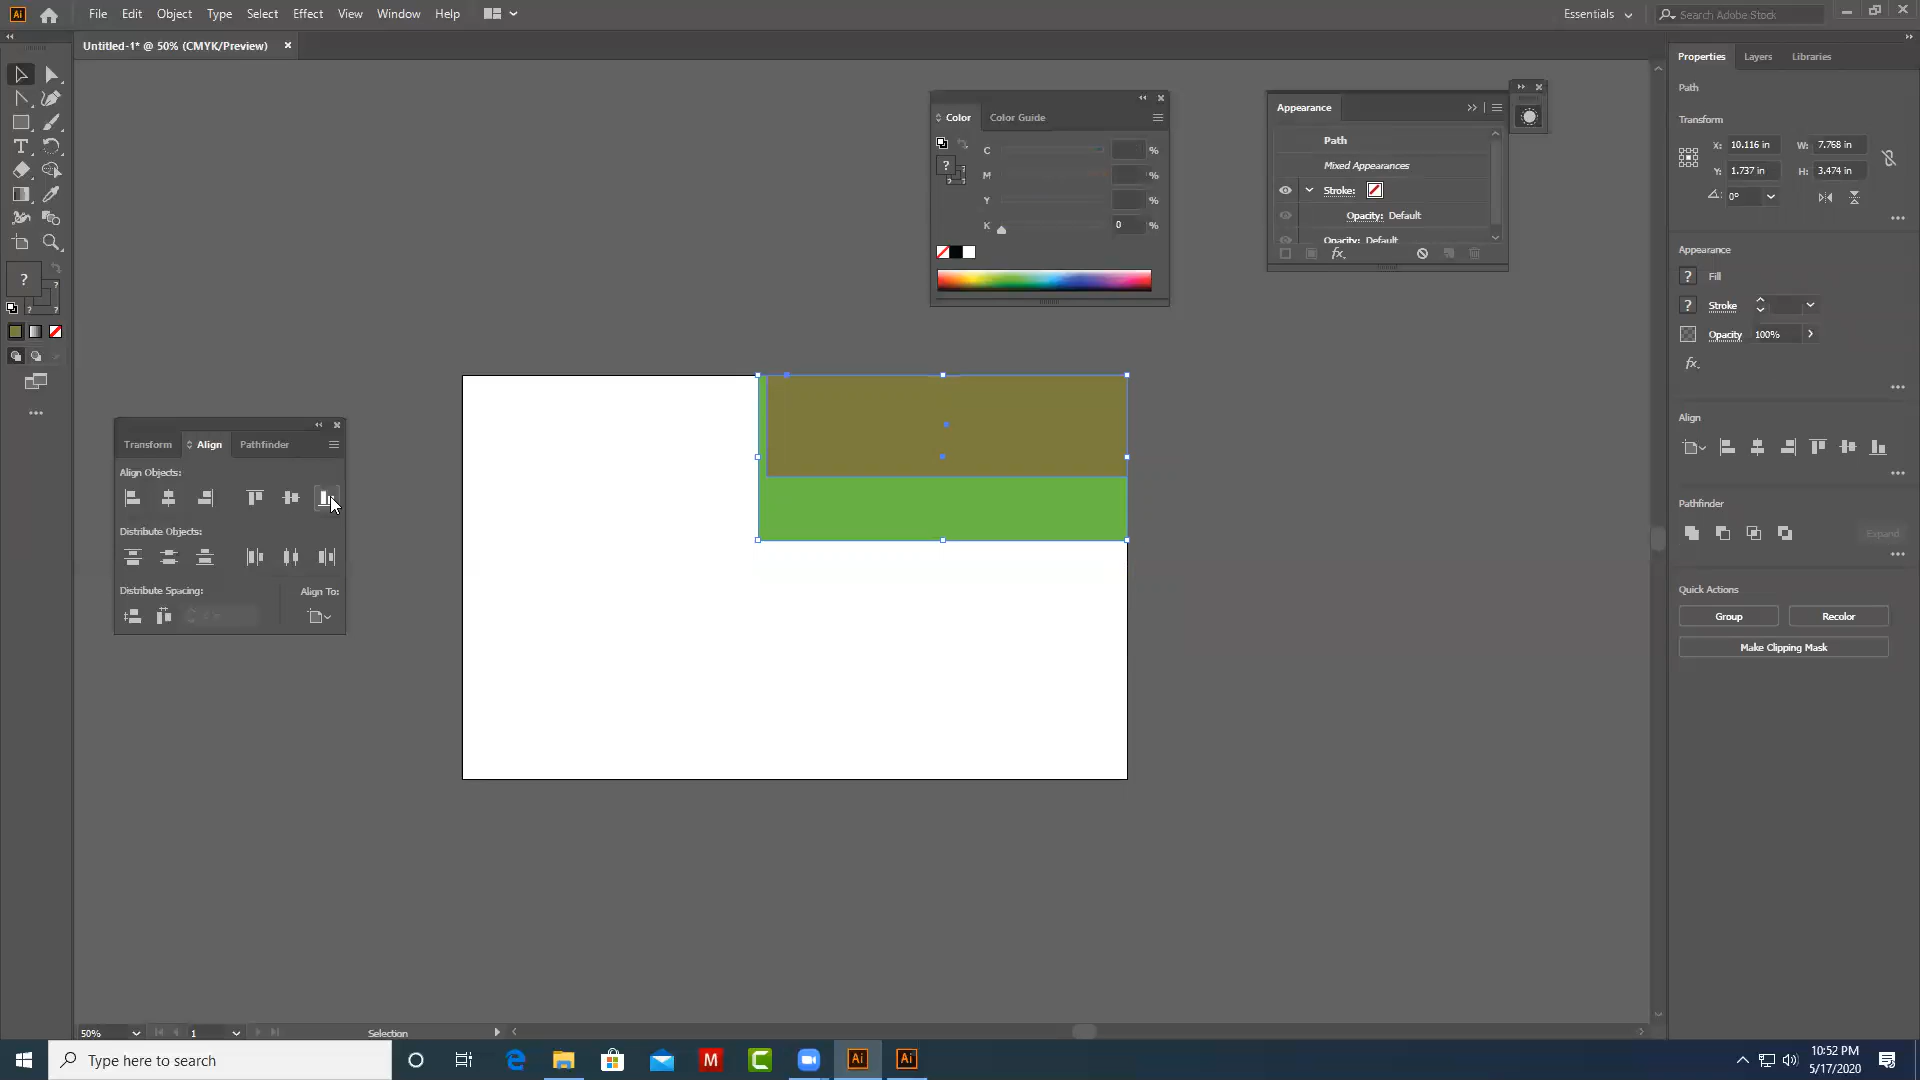 File Edit Object Type Select Effect View Window Help
Essentials
Search Adobe Stock
Untitled-1* @ 50% (CMYK/Preview)
Properties Layers Libraries
Path
Transform
X: 10.116 in W: 7.768 in
Y: 1.737 in H: 3.474 in
0°
Appearance
Fill
Stroke
Opacity 100%
fx.
Align
Pathfinder
Expand
Quick Actions
Group Recolor
Make Clipping Mask
Color Color Guide
C %
M %
Y %
K 0 %
Appearance
Path
Mixed Appearances
Stroke:
Opacity: Default
Opacity: Default
fx.
Transform Align Pathfinder
Align Objects:
Distribute Objects:
Distribute Spacing: Align To:
50% 1 Selection
Type here to search
10:52 PM
5/17/2020